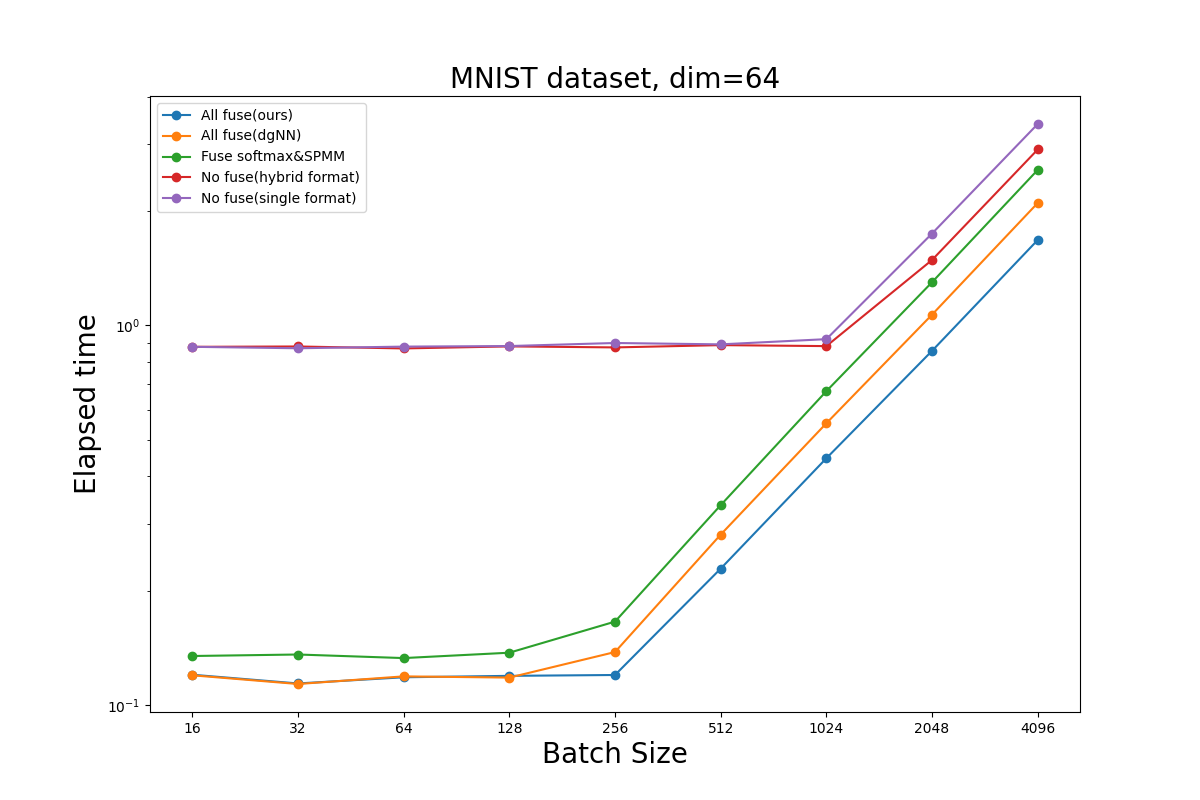 MNIST dataset, dim=64
All fuse(ours)
All fuse(dgNN)
Fuse softmax&SPMM
No fuse(hybrid format)
No fuse(single format)
Elapsed time
10⁰
10⁻¹
16 32 64 128 256 512 1024 2048 4096
Batch Size